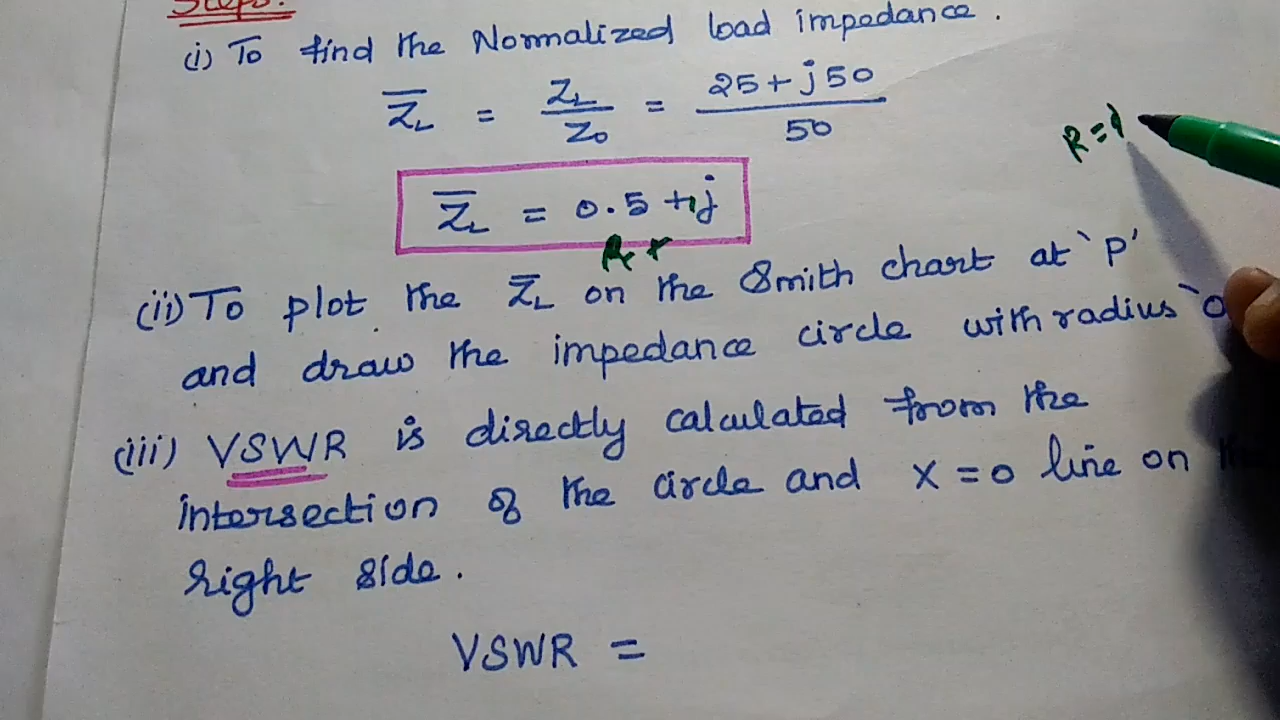 Steps:
(i) To find the Normalized load impedance.
Z̅L = ZL / Z0 = 25+j50 / 50
R=
Z̅L = 0.5 + 1j
R x
(ii) To plot the Z̅L on the Smith chart at `P'
and draw the impedance circle with radius `O
(iii) VSWR is directly calculated from the
intersection of the circle and X=0 line on
right side.
VSWR =